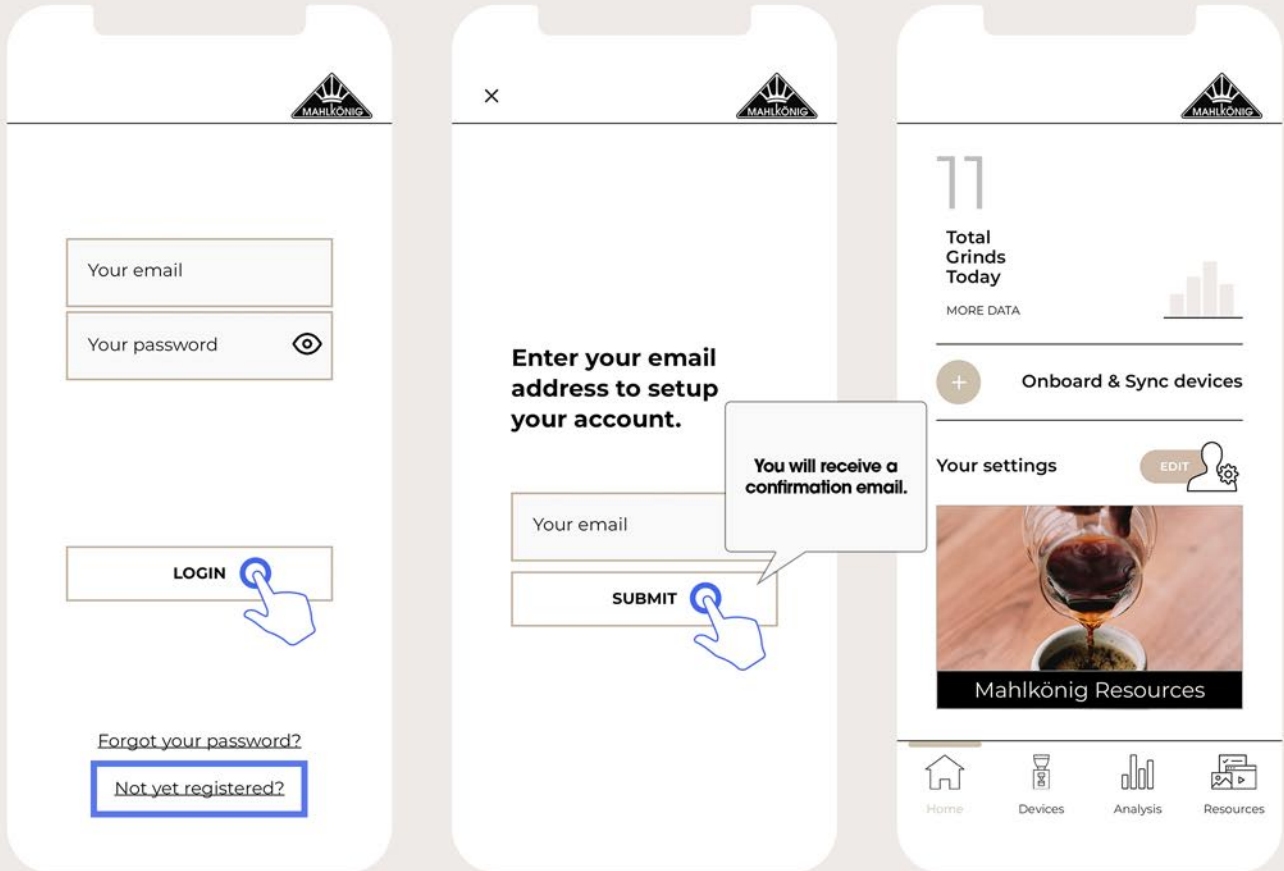 MAHLKÖNIG
Your email
Your password
LOGIN
Forgot your password?
Not yet registered?
MAHLKÖNIG
Enter your email
address to setup
your account.
You will receive a
confirmation email.
Your email
SUBMIT
MAHLKÖNIG
11
Total
Grinds
Today
MORE DATA
Onboard & Sync devices
Your settings
EDIT
Mahlkönig Resources
Home
Devices
Analysis
Resources